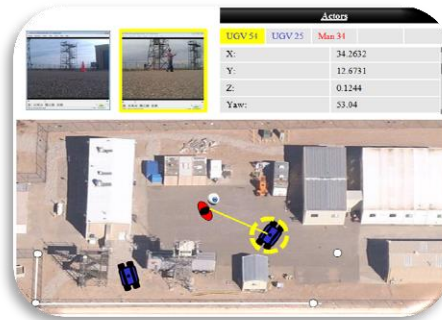 Actors
UGV 54 UGV 25 Man 34
X: 34.2632
Y: 12.6731
Z: 0.1244
Yaw: 53.04